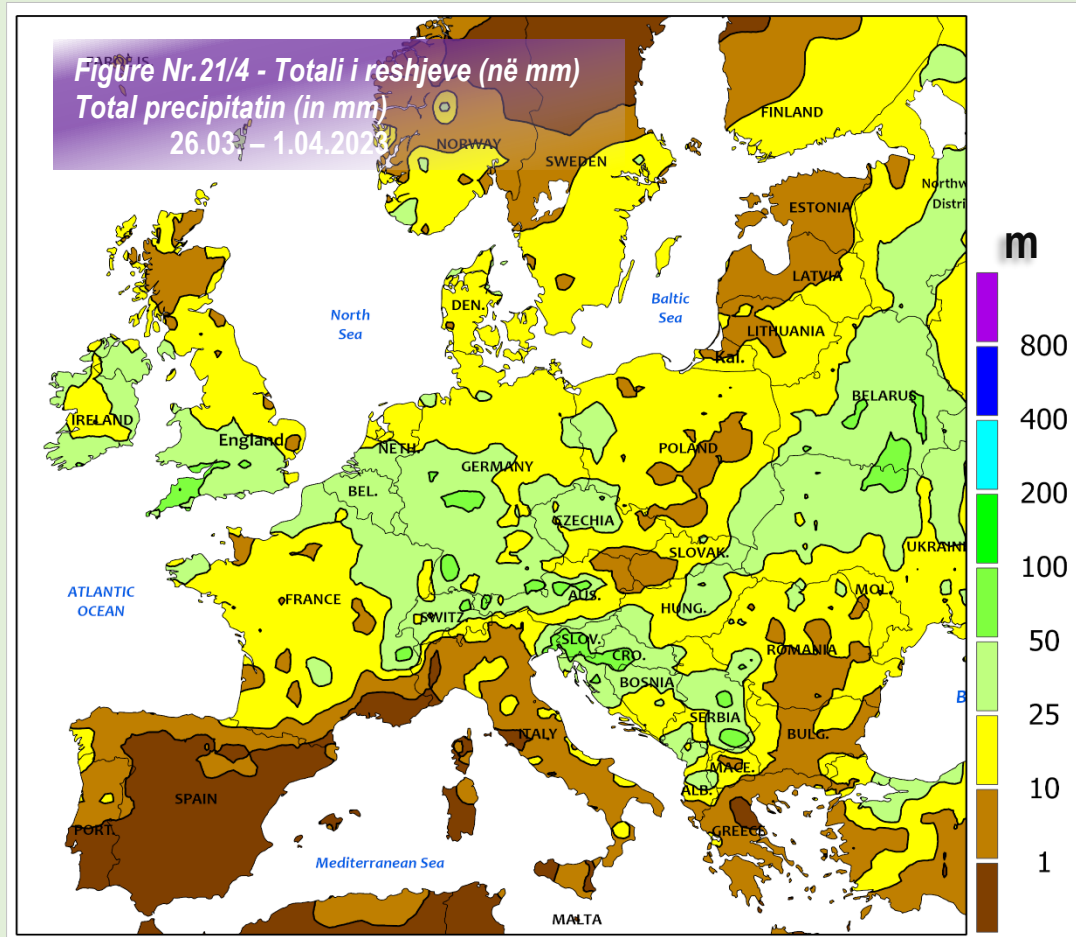 Figure Nr.21/4 - Totali i reshjeve (në mm)
Total precipitatin (in mm)
26.03. – 1.04.2023
NORWAY
FINLAND
SWEDEN
Northw
Distri
ESTONIA
LATVIA
LITHUANIA
Kal.
DEN.
North
Sea
Baltic
Sea
IRELAND
England
NETH.
BEL.
GERMANY
POLAND
BELARUS
CZECHIA
SLOVAK.
UKRAINE
ATLANTIC
OCEAN
FRANCE
SWITZ.
AUS.
HUNG.
MOL.
SLOV.
CRO.
ROMANIA
BOSNIA
SERBIA
B
ITALY
BULG.
MACE.
ALB.
SPAIN
PORT.
GREECE
Mediterranean Sea
MALTA
m
800
400
200
100
50
25
10
1